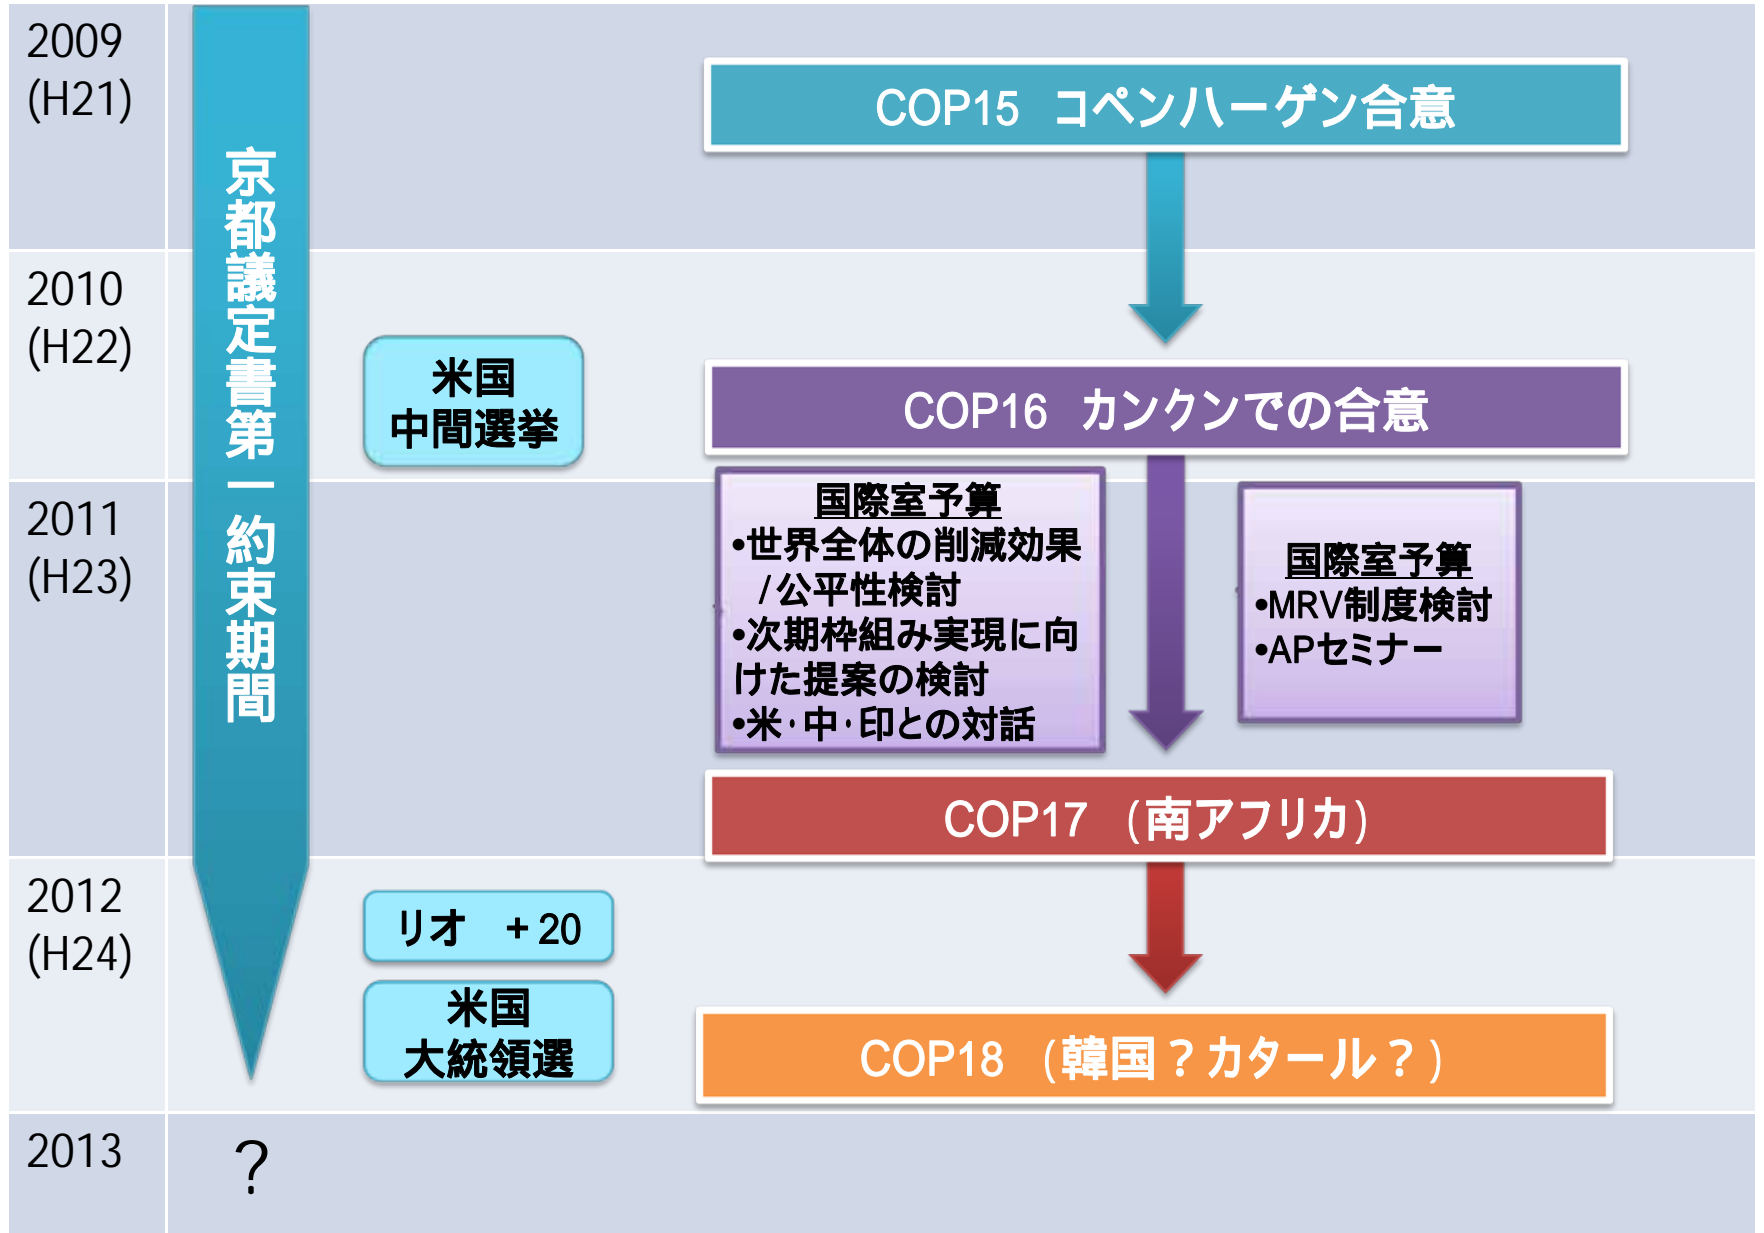 2009
(H21)
京都議定書第一約束期間
COP15 コペンハーゲン合意
2010
(H22)
米国
中間選挙
COP16 カンクンでの合意
2011
(H23)
国際室予算
•世界全体の削減効果
/公平性検討
•次期枠組み実現に向
けた提案の検討
•米・中・印との対話
国際室予算
•MRV制度検討
•APセミナー
COP17 (南アフリカ)
2012
(H24)
リオ +20
米国
大統領選
COP18 (韓国?カタール?)
2013
?